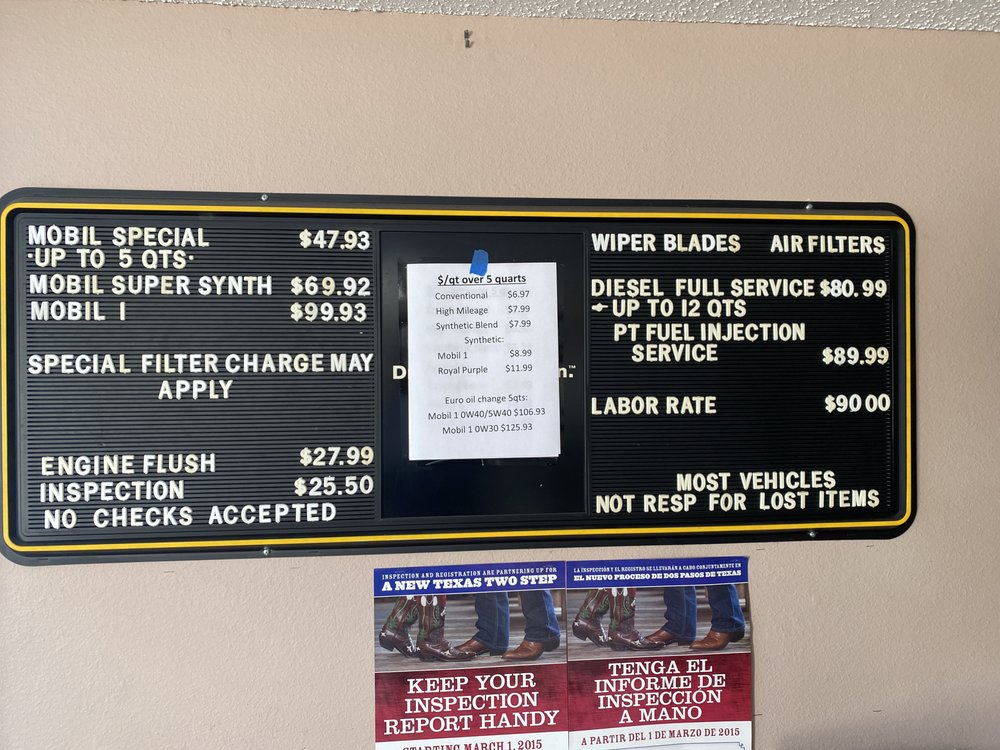 MOBIL SPECIAL $47.93
·UP TO 5 QTS·
MOBIL SUPER SYNTH $69.92
MOBIL 1 $99.93
SPECIAL FILTER CHARGE MAY
APPLY
ENGINE FLUSH $27.99
INSPECTION $25.50
NO CHECKS ACCEPTED
$/qt over 5 quarts
Conventional $6.97
High Mileage $7.99
Synthetic Blend $7.99
Synthetic:
Mobil 1 $8.99
Royal Purple $11.99
Euro oil change 5qts:
Mobil 1 0W40/5W40 $106.93
Mobil 1 0W30 $125.93
WIPER BLADES AIR FILTERS
DIESEL FULL SERVICE $80.99
UP TO 12 QTS
PT FUEL INJECTION
SERVICE $89.99
LABOR RATE $90 00
MOST VEHICLES
NOT RESP FOR LOST ITEMS
INSPECTION AND REGISTRATION ARE PARTNERING UP FOR
A NEW TEXAS TWO STEP
KEEP YOUR
INSPECTION
REPORT HANDY
STARTING MARCH 1, 2015
LA INSPECCIÓN Y EL REGISTRO SE LLEVARÁN A CABO CONJUNTAMENTE EN
EL NUEVO PROCESO DE DOS PASOS DE TEXAS
TENGA EL
INFORME DE
INSPECCIÓN
A MANO
A PARTIR DEL 1 DE MARZO DE 2015